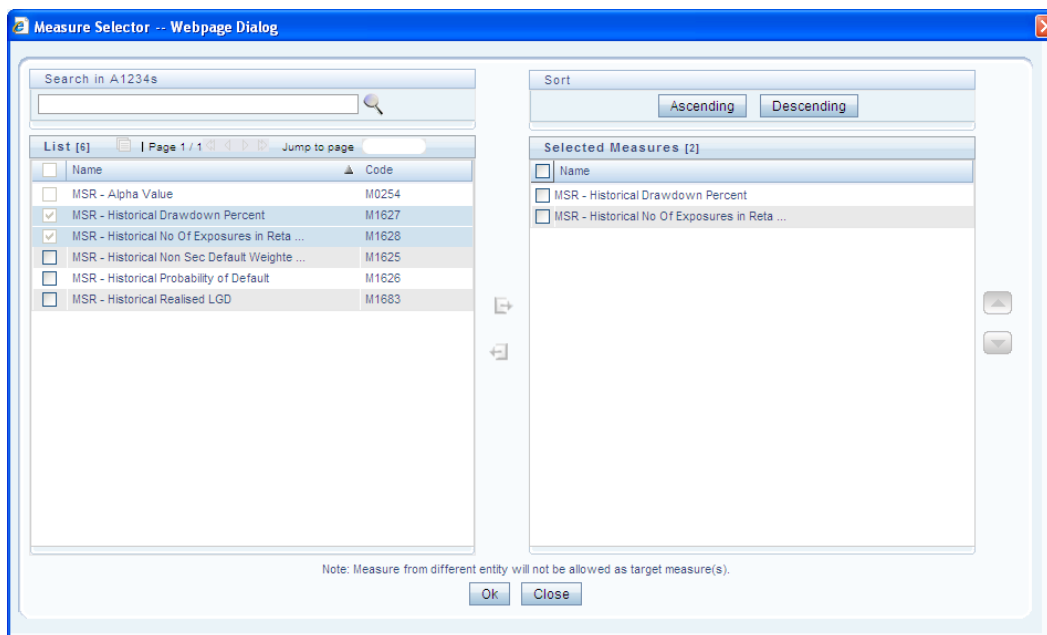 Measure Selector -- Webpage Dialog
Search in A1234s
Sort
Ascending Descending
List [6] | Page 1 / 1 Jump to page
Name Code
MSR - Alpha Value M0254
MSR - Historical Drawdown Percent M1627
MSR - Historical No Of Exposures in Reta ... M1628
MSR - Historical Non Sec Default Weighte ... M1625
MSR - Historical Probability of Default M1626
MSR - Historical Realised LGD M1683
Selected Measures [2]
Name
MSR - Historical Drawdown Percent
MSR - Historical No Of Exposures in Reta ...
Note: Measure from different entity will not be allowed as target measure(s).
Ok Close